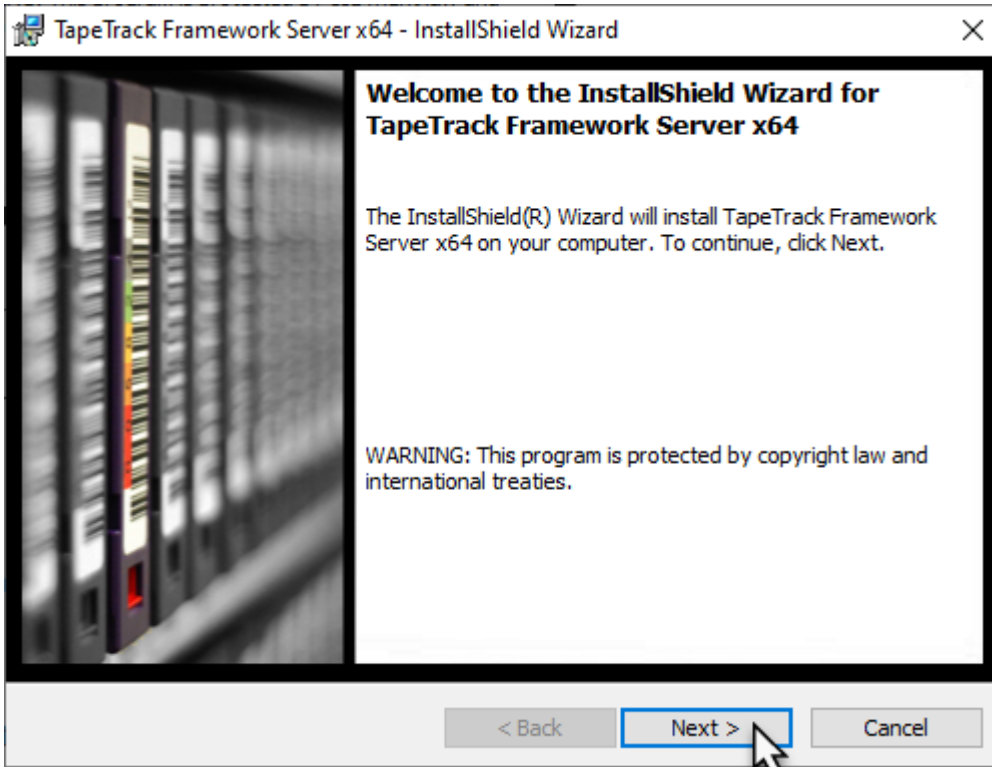 TapeTrack Framework Server x64 - InstallShield Wizard
Welcome to the InstallShield Wizard for
TapeTrack Framework Server x64
The InstallShield(R) Wizard will install TapeTrack Framework
Server x64 on your computer. To continue, click Next.
WARNING: This program is protected by copyright law and
international treaties.
< Back
Next >
Cancel